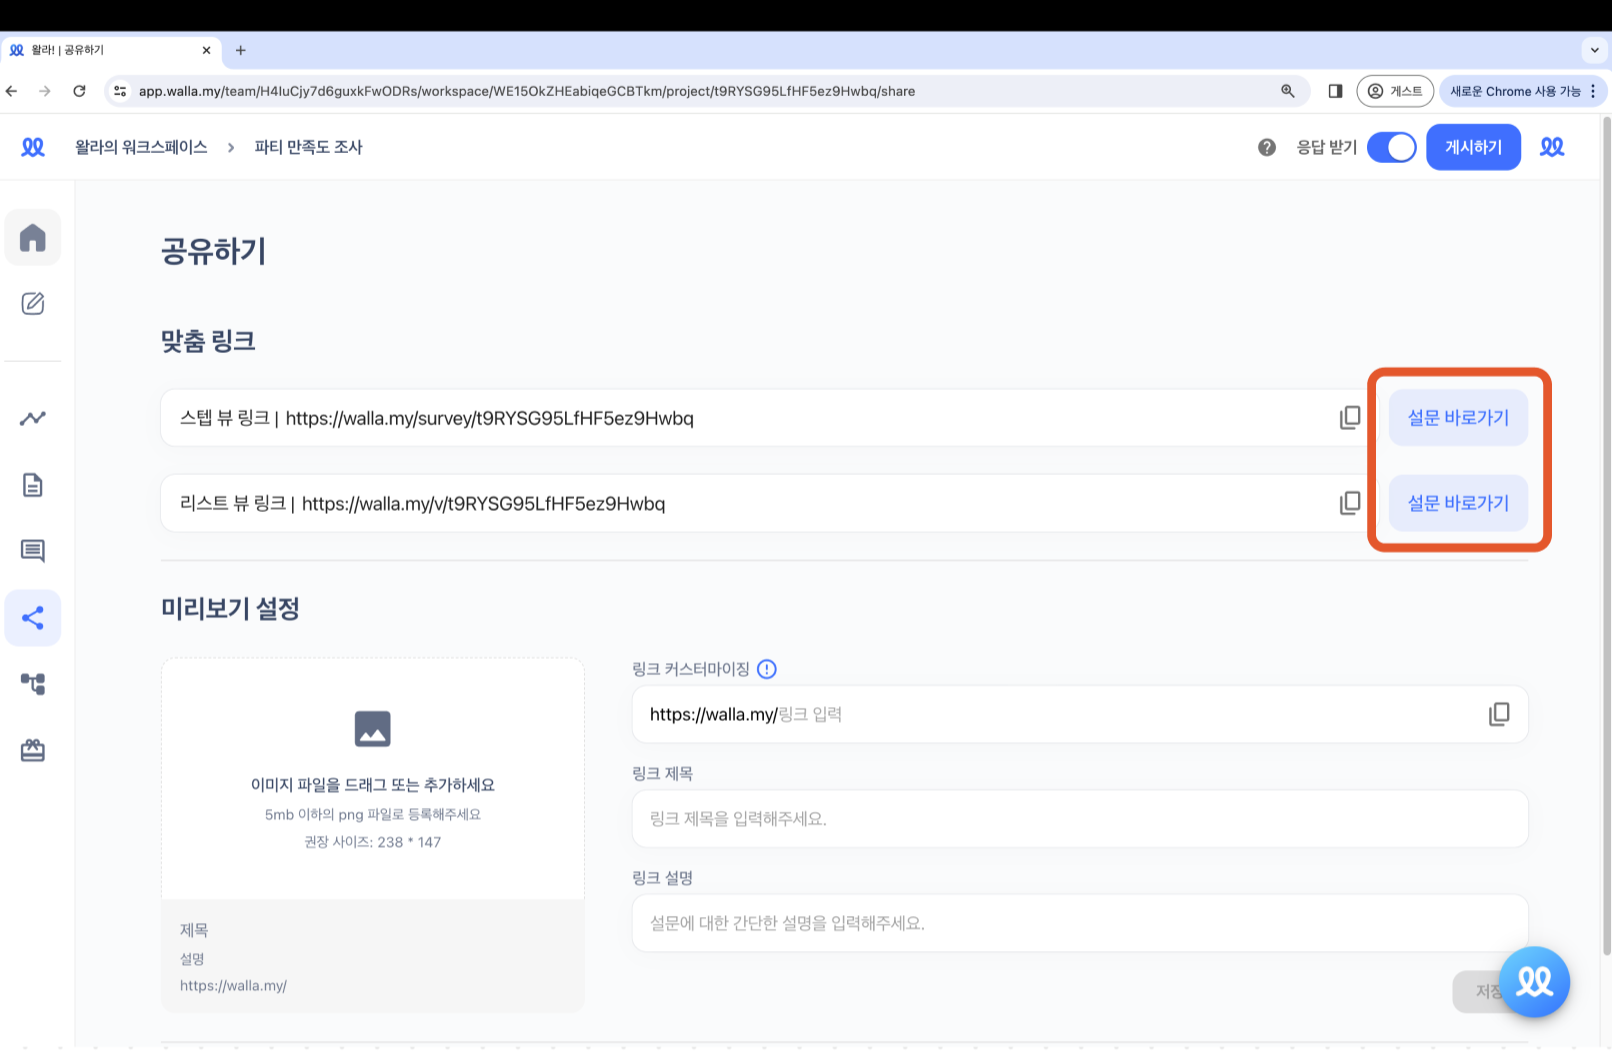 왈라! | 공유하기
app.walla.my/team/H4IuCjy7d6guxkFwODRs/workspace/WE15OkZHEabiqeGCBTkm/project/t9RYSG95LfHF5ez9Hwbq/share
게스트
새로운 Chrome 사용 가능
왈라의 워크스페이스 > 파티 만족도 조사
응답 받기
게시하기
공유하기
맞춤 링크
스텝 뷰 링크 | https://walla.my/survey/t9RYSG95LfHF5ez9Hwbq
설문 바로가기
리스트 뷰 링크 | https://walla.my/v/t9RYSG95LfHF5ez9Hwbq
설문 바로가기
미리보기 설정
이미지 파일을 드래그 또는 추가하세요
5mb 이하의 png 파일로 등록해주세요
권장 사이즈: 238 * 147
제목
설명
https://walla.my/
링크 커스터마이징
https://walla.my/링크 입력
링크 제목
링크 제목을 입력해주세요.
링크 설명
설문에 대한 간단한 설명을 입력해주세요.